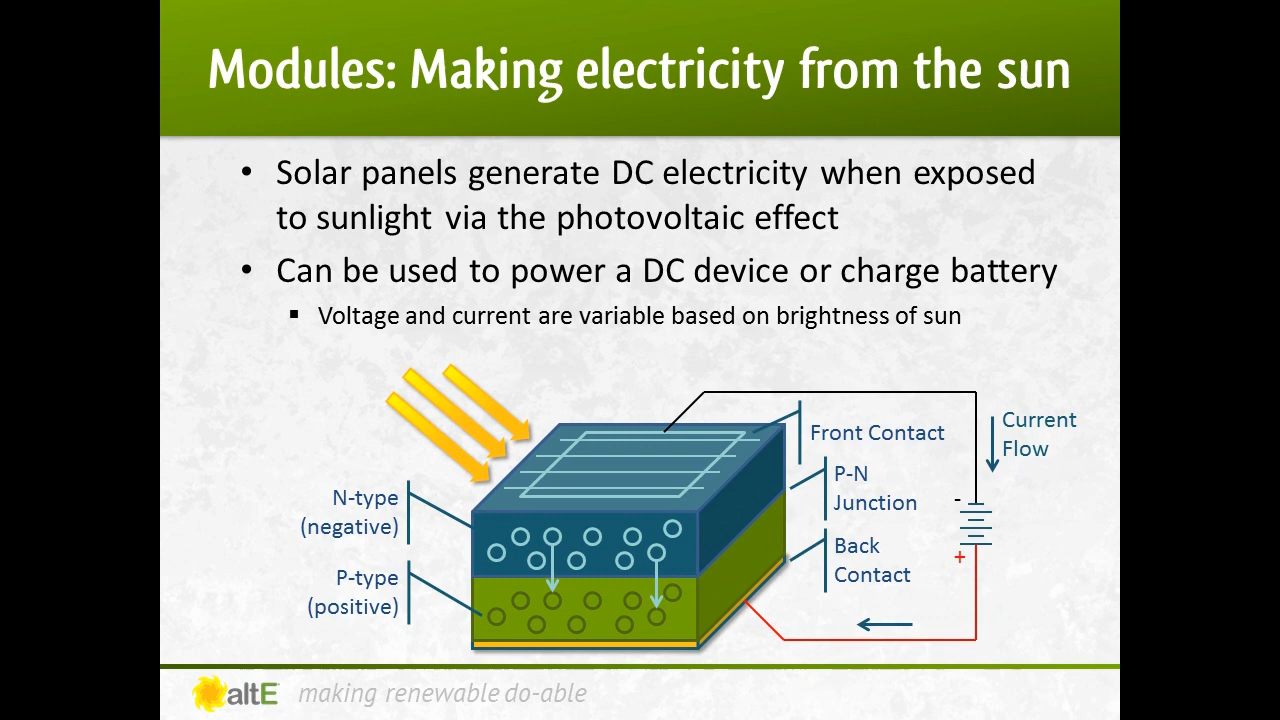 Modules: Making electricity from the sun
• Solar panels generate DC electricity when exposed
to sunlight via the photovoltaic effect
• Can be used to power a DC device or charge battery
▪ Voltage and current are variable based on brightness of sun
Current
Flow
Front Contact
P-N
Junction
N-type
(negative)
-
Back
Contact
+
P-type
(positive)
altE making renewable do-able